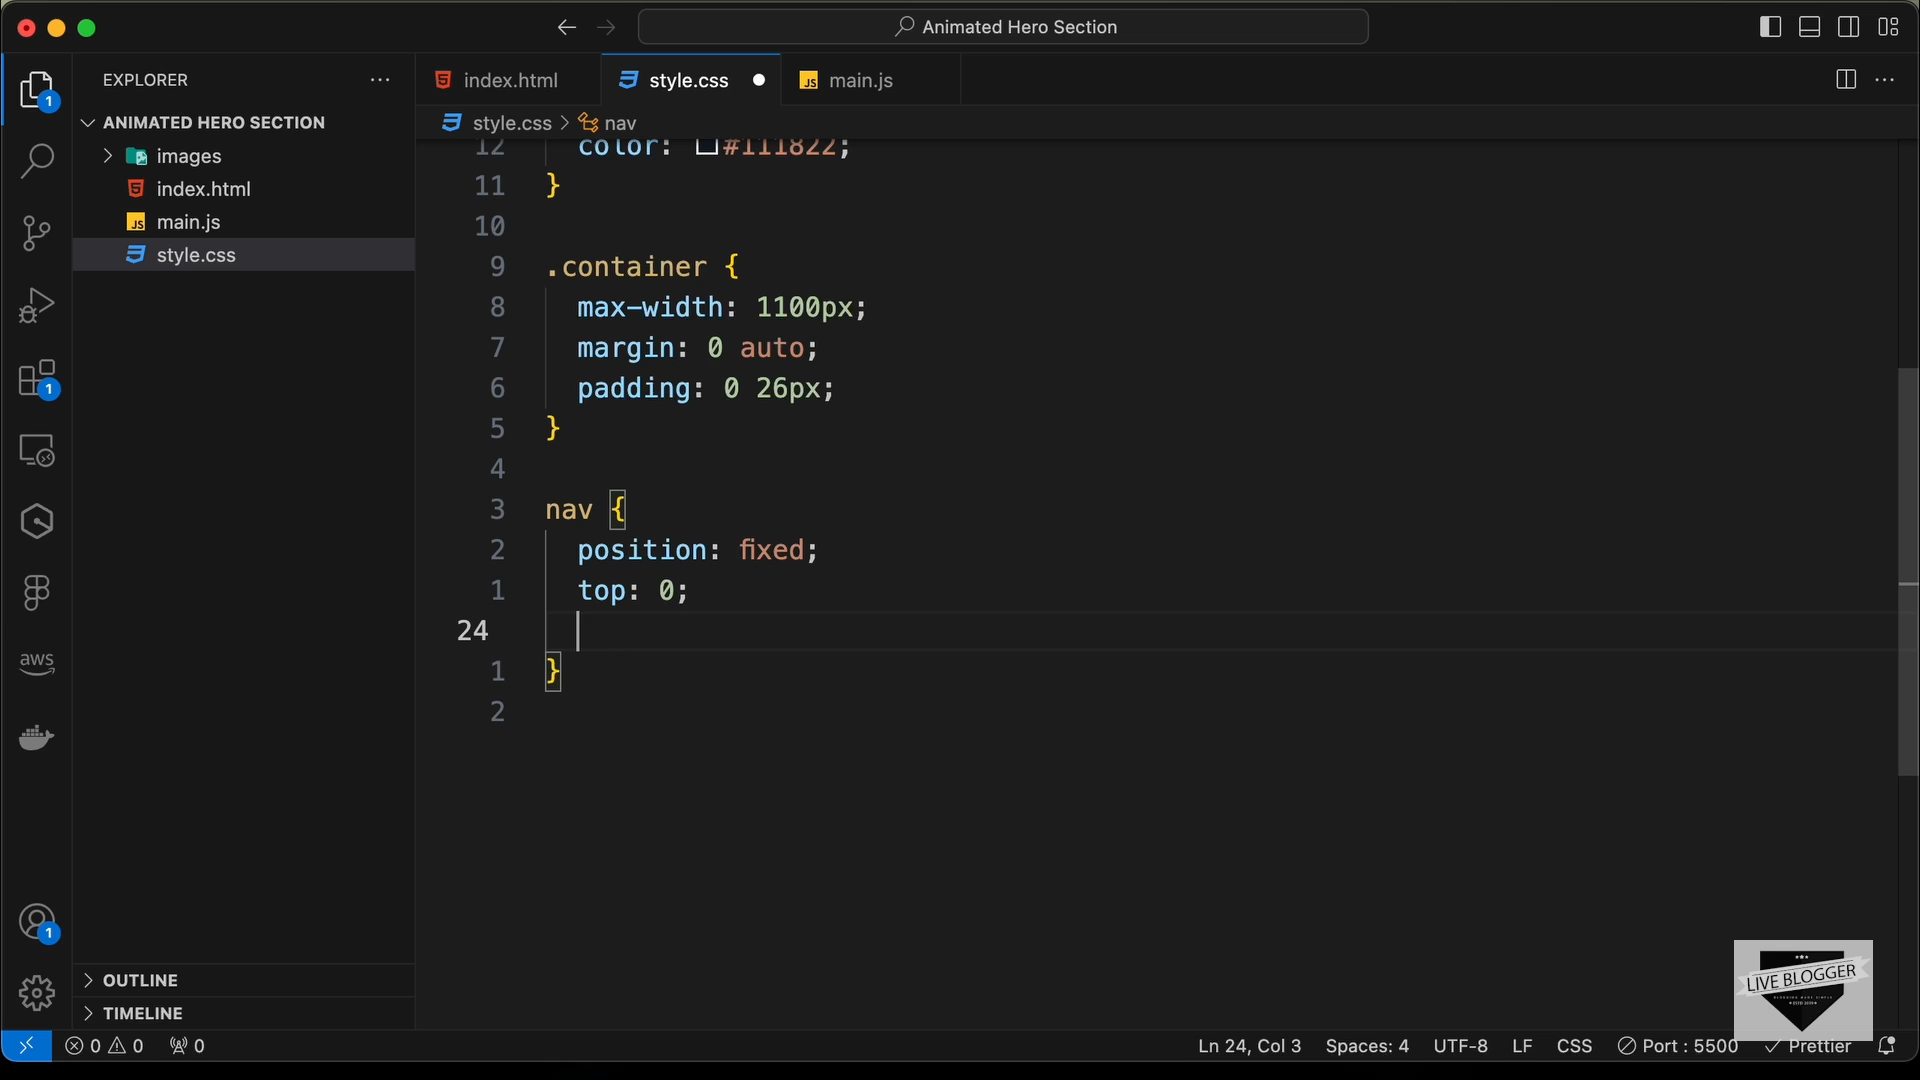 Animated Hero Section
EXPLORER
ANIMATED HERO SECTION
images
index.html
main.js
style.css
OUTLINE
TIMELINE
index.html
style.css
main.js
style.css > nav
12 color: #111822;
11 }
10
9 .container {
8 max-width: 1100px;
7 margin: 0 auto;
6 padding: 0 26px;
5 }
4
3 nav {
2 position: fixed;
1 top: 0;
24
1 }
2
1
1
aws
1
LIVE BLOGGER
0 0 0
Ln 24, Col 3 Spaces: 4 UTF-8 LF CSS Port : 5500 Prettier